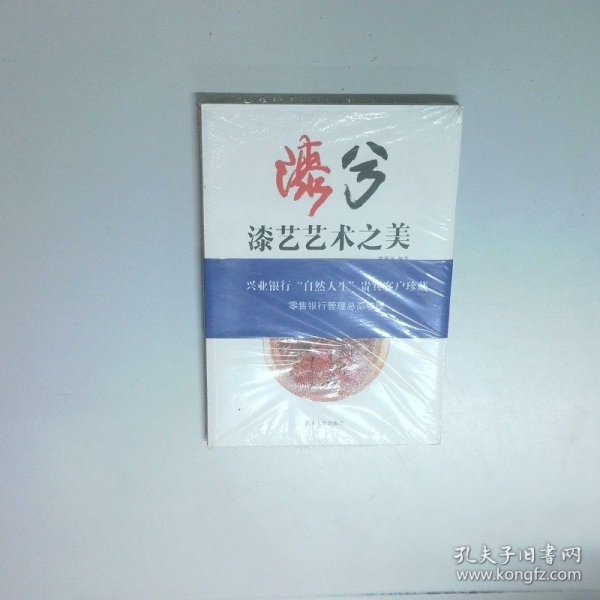 漆兮
漆艺艺术之美
兴业银行“自然人生”贵宾客户珍藏
零售银行管理总部
孔夫子旧书网
www.kongfz.com